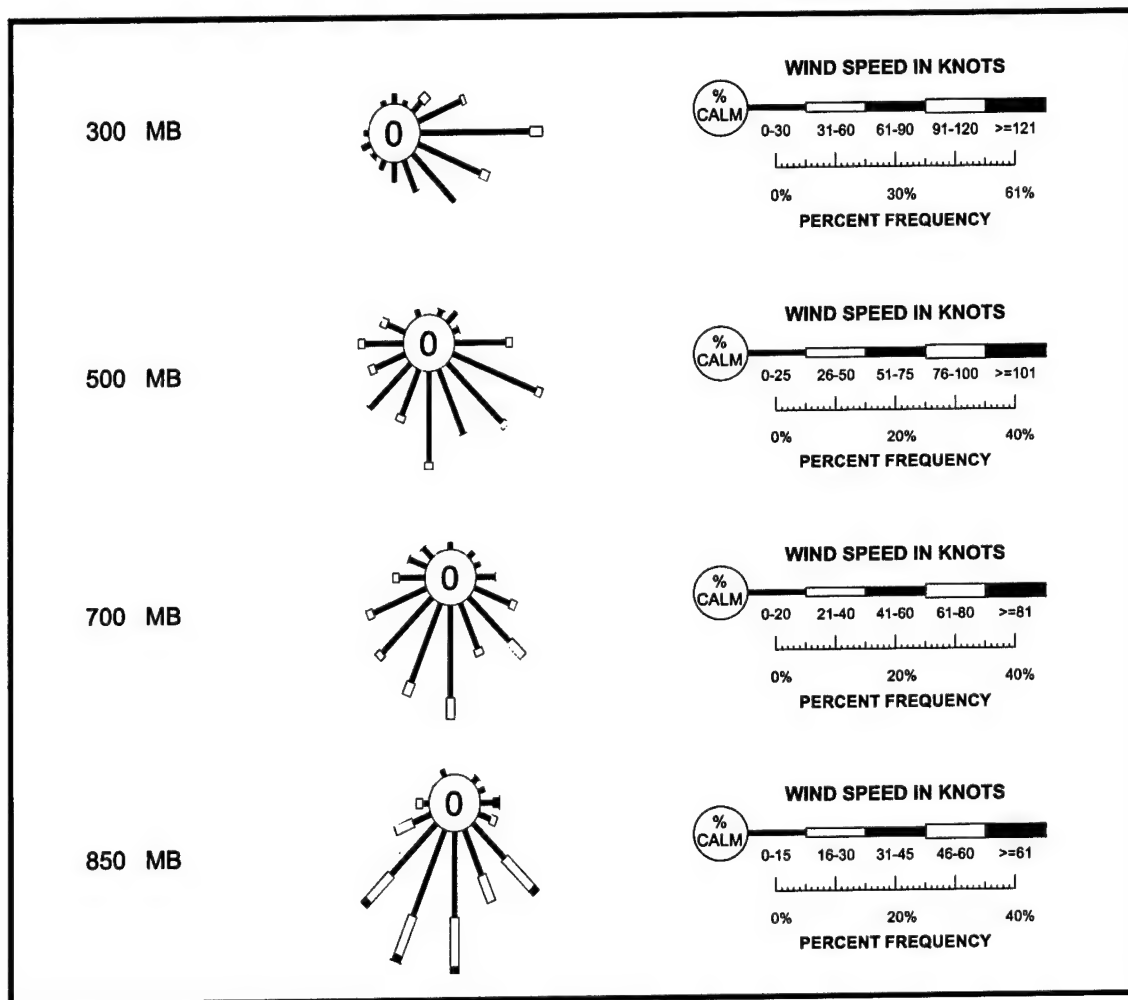 300 MB
0
WIND SPEED IN KNOTS
% CALM
0-30 31-60 61-90 91-120 >=121
0% 30% 61%
PERCENT FREQUENCY
500 MB
0
WIND SPEED IN KNOTS
% CALM
0-25 26-50 51-75 76-100 >=101
0% 20% 40%
PERCENT FREQUENCY
700 MB
0
WIND SPEED IN KNOTS
% CALM
0-20 21-40 41-60 61-80 >=81
0% 20% 40%
PERCENT FREQUENCY
850 MB
0
WIND SPEED IN KNOTS
% CALM
0-15 16-30 31-45 46-60 >=61
0% 20% 40%
PERCENT FREQUENCY